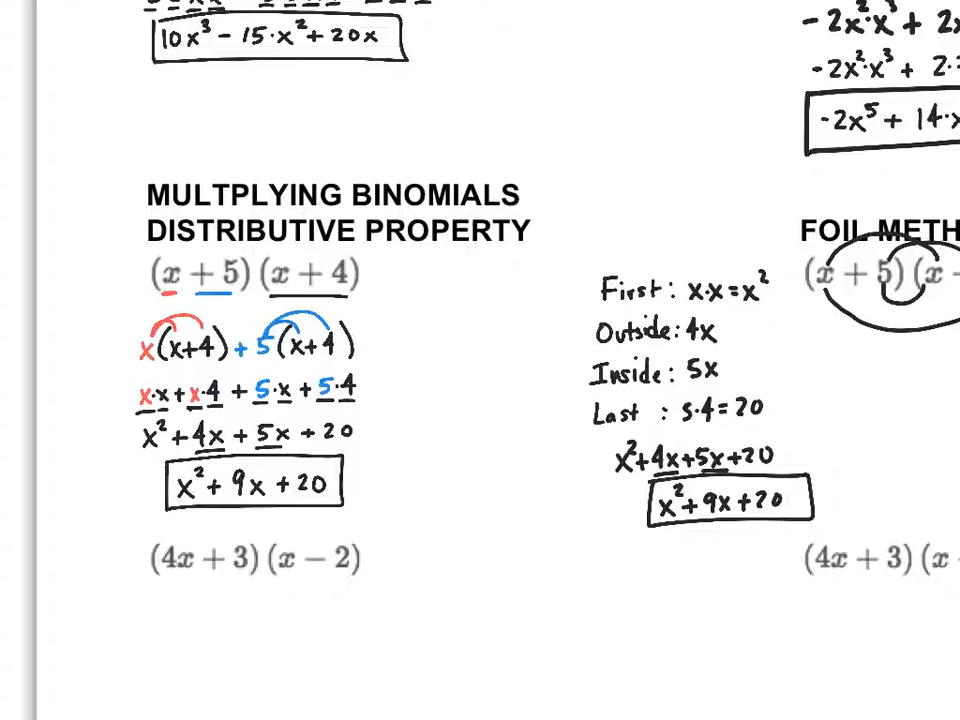 10x³ - 15·x² + 20x
-2x²·x³ +
-2x²·x³ +
-2x⁵ + 14·x
MULTPLYING BINOMIALS
DISTRIBUTIVE PROPERTY
(x + 5) (x + 4)
x(x+4) + 5(x+4)
x·x + x·4 + 5·x + 5·4
x² + 4x + 5x + 20
x² + 9x + 20
(4x + 3) (x − 2)
FOIL METH
(x + 5) (x
First: x·x = x²
Outside: 4x
Inside: 5x
Last : 5·4 = 20
x² + 4x + 5x + 20
x² + 9x + 20
(4x + 3) (x